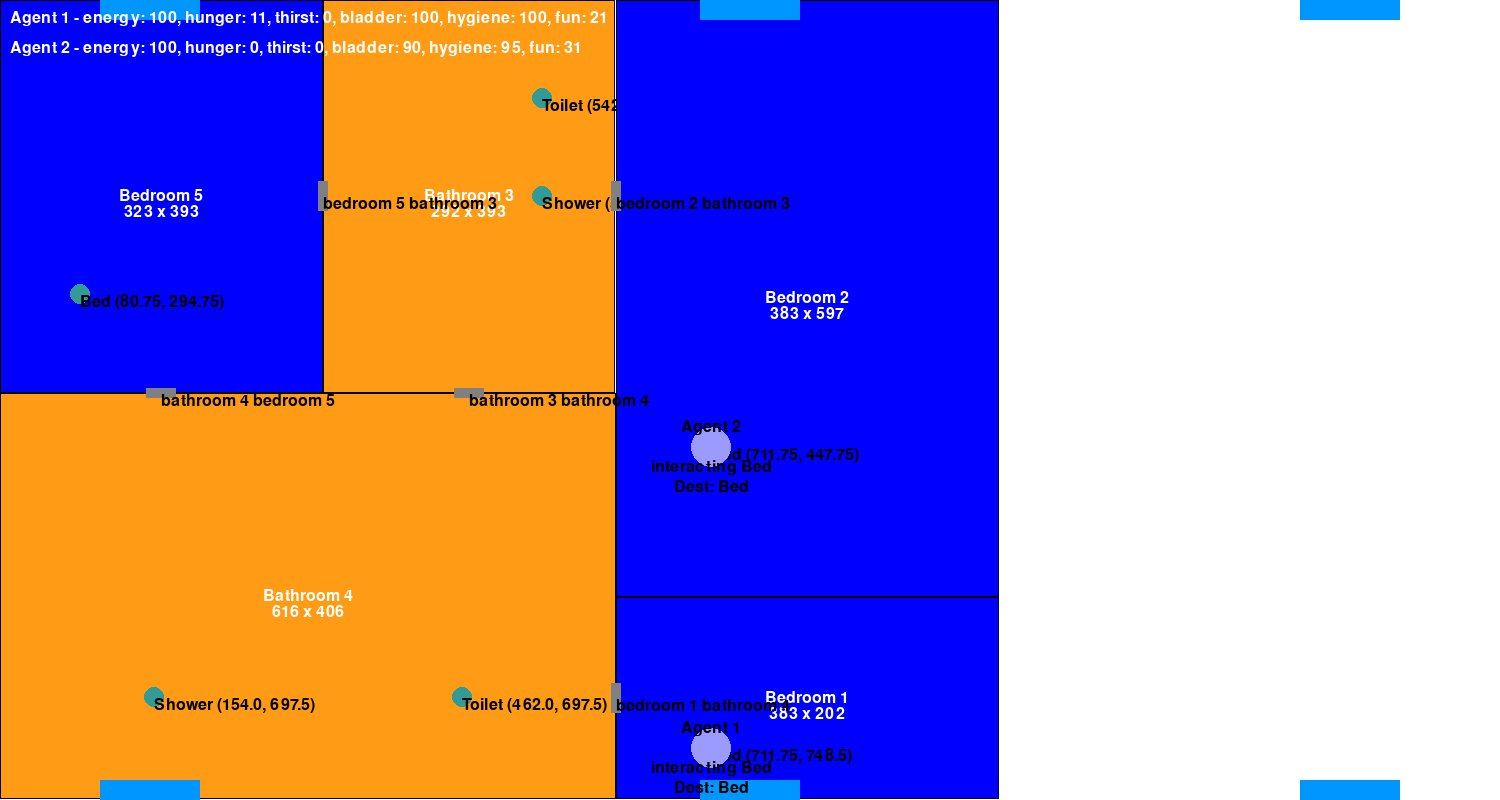 Agent 1 - energy: 100, hunger: 11, thirst: 0, bladder: 100, hygiene: 100, fun: 21
Agent 2 - energy: 100, hunger: 0, thirst: 0, bladder: 90, hygiene: 95, fun: 31
Toilet (542
Bedroom 5
323 x 393
Bathroom 3
292 x 393
bedroom 5 bathroom 3
Shower (
bedroom 2 bathroom 3
Bed (80.75, 294.75)
Bedroom 2
383 x 597
bathroom 4 bedroom 5
bathroom 3 bathroom 4
Agent 2
(711.75, 447.75)
interacting Bed
Dest: Bed
Bathroom 4
616 x 406
Shower (154.0, 697.5)
Toilet (462.0, 697.5)
bedroom 1 bathroom 4
Bedroom 1
383 x 202
Agent 1
(711.75, 748.5)
interacting Bed
Dest: Bed